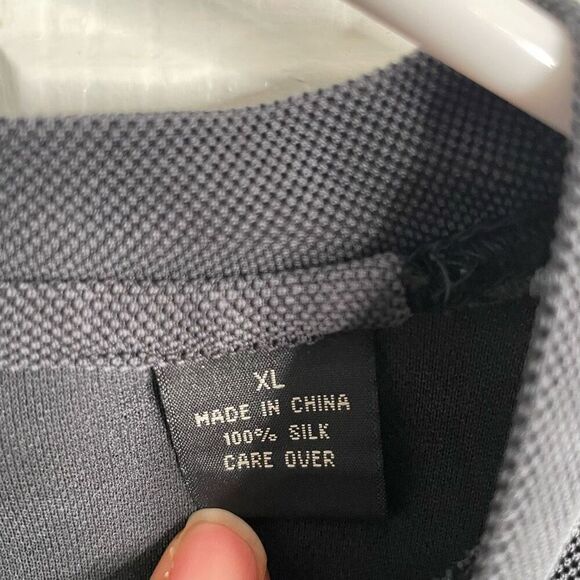 XL
MADE IN CHINA
100% SILK
CARE OVER